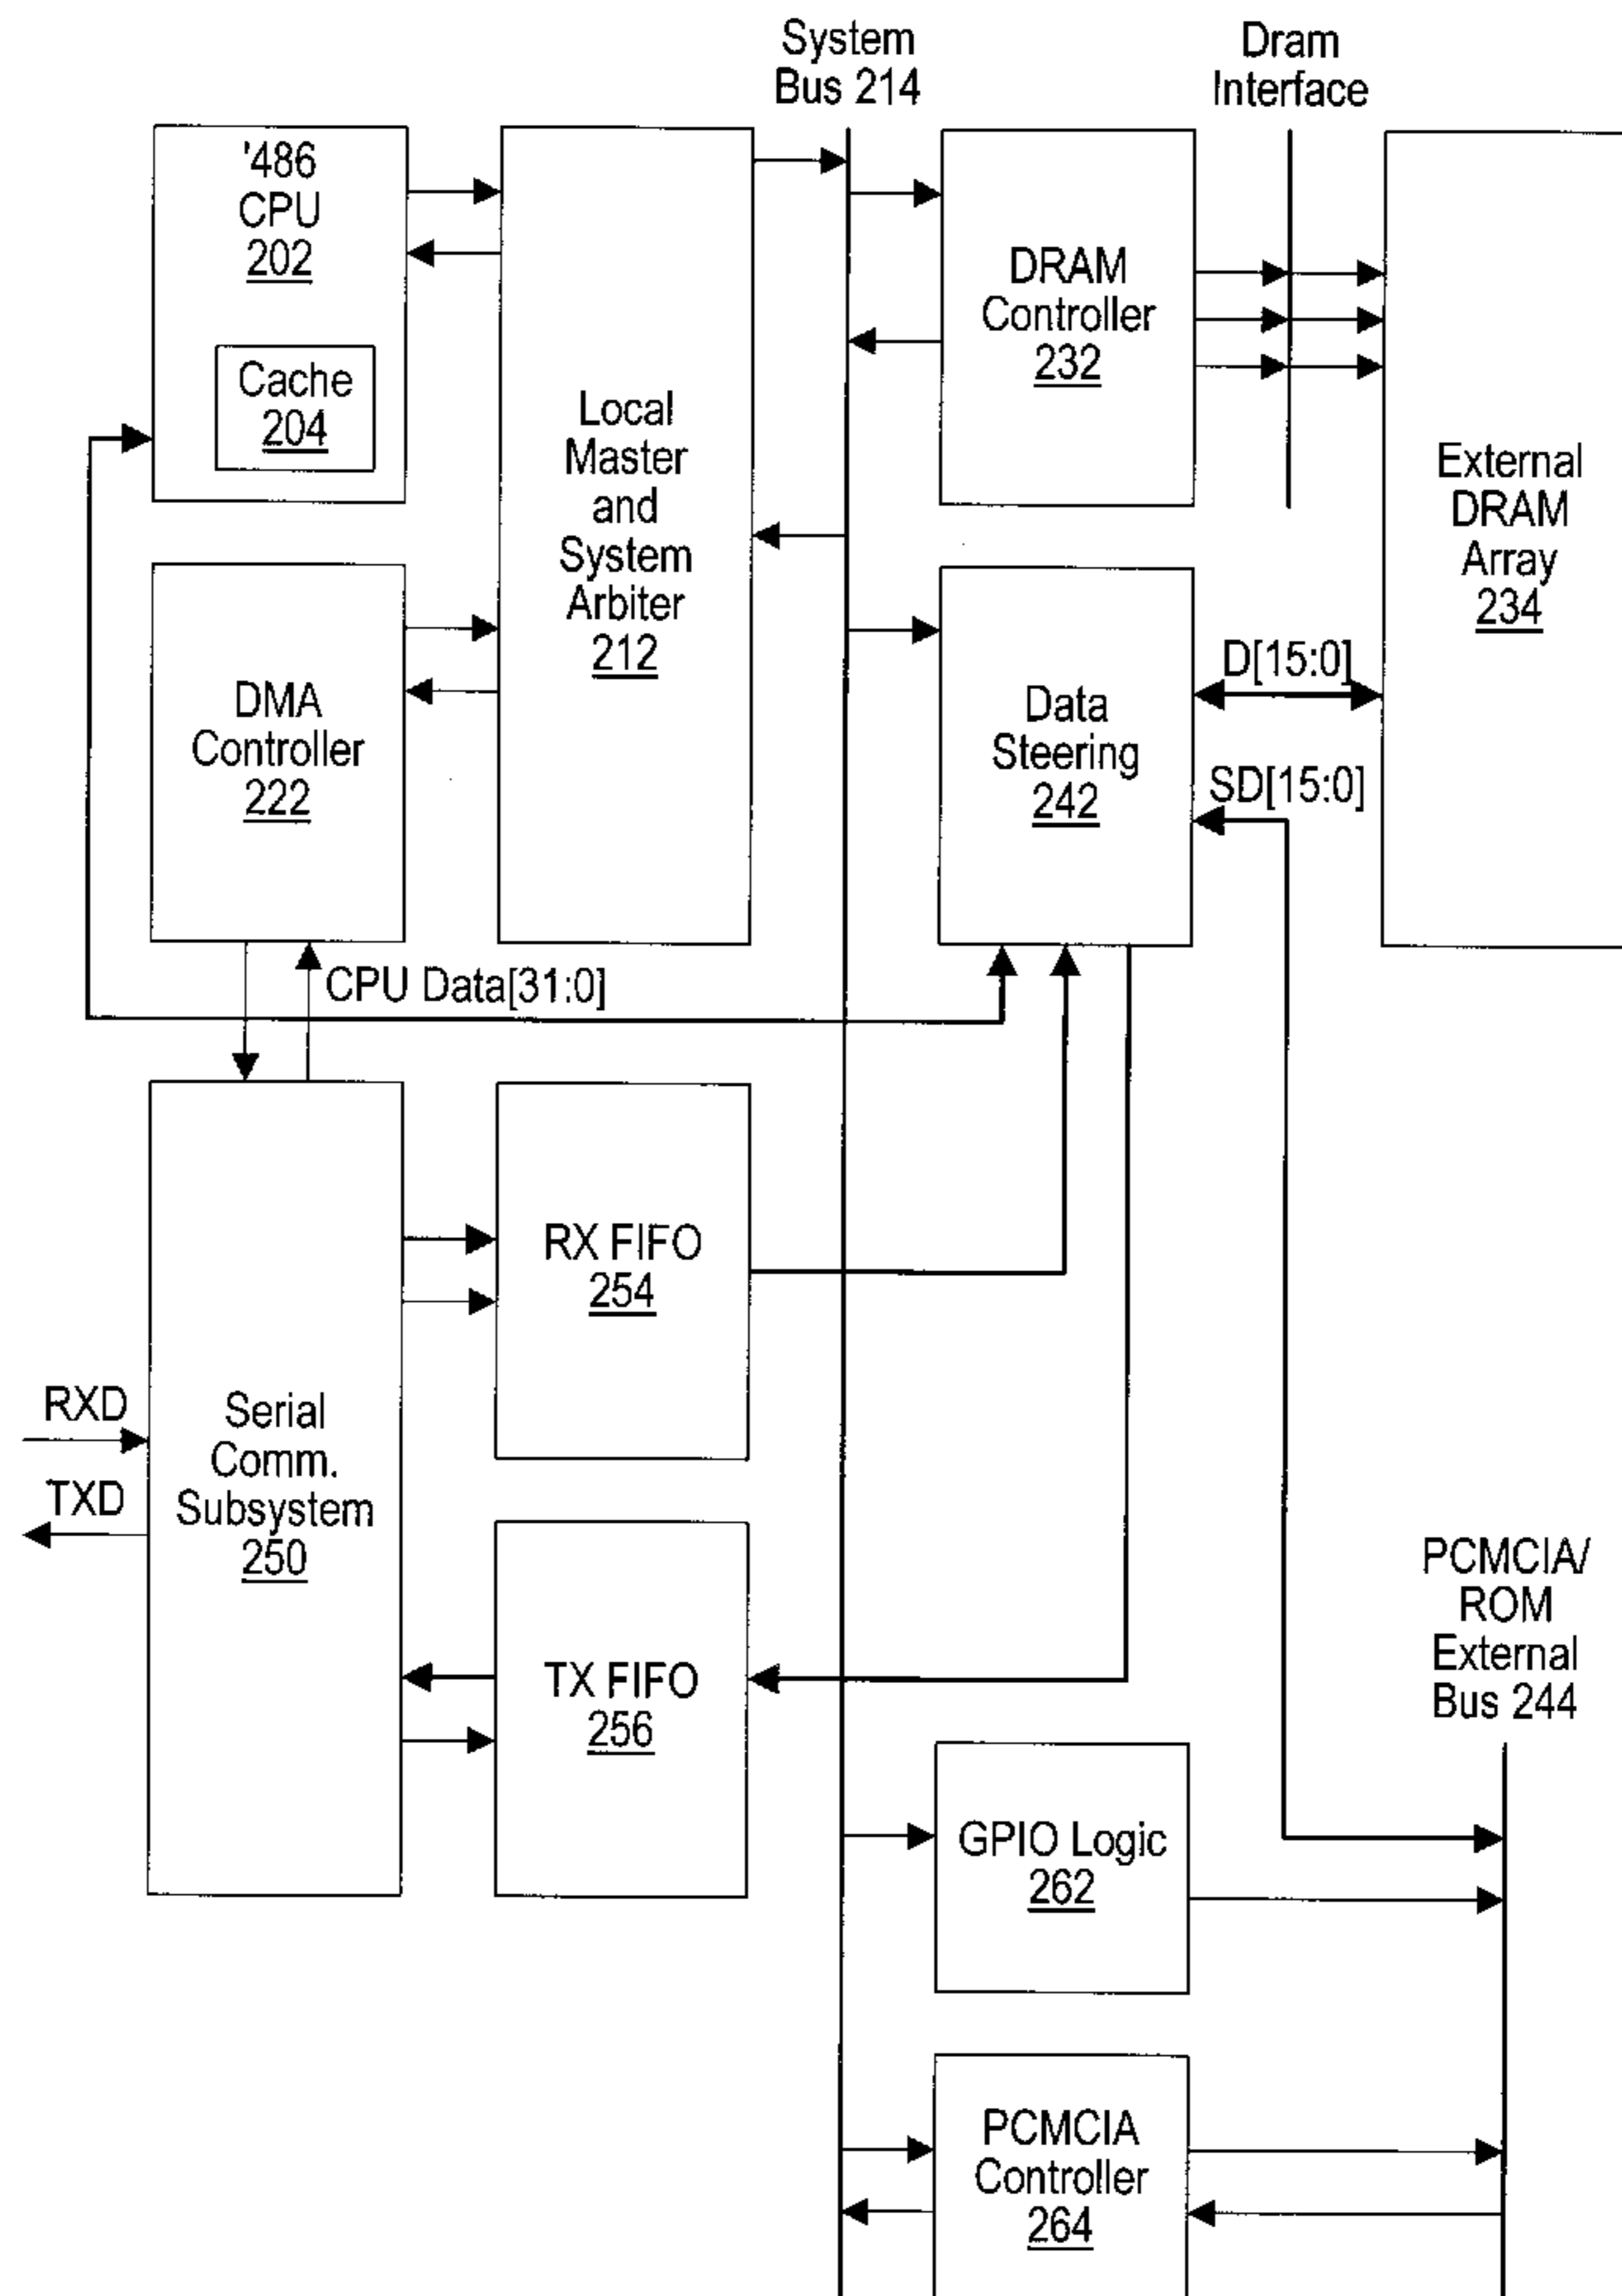 System
Bus 214
Dram
Interface
'486
CPU
202
Cache
204
Local
Master
and
System
Arbiter
212
DRAM
Controller
232
External
DRAM
Array
234
DMA
Controller
222
Data
Steering
242
D[15:0]
SD[15:0]
CPU Data[31:0]
RX FIFO
254
RXD
TXD
Serial
Comm.
Subsystem
250
TX FIFO
256
PCMCIA/
ROM
External
Bus 244
GPIO Logic
262
PCMCIA
Controller
264